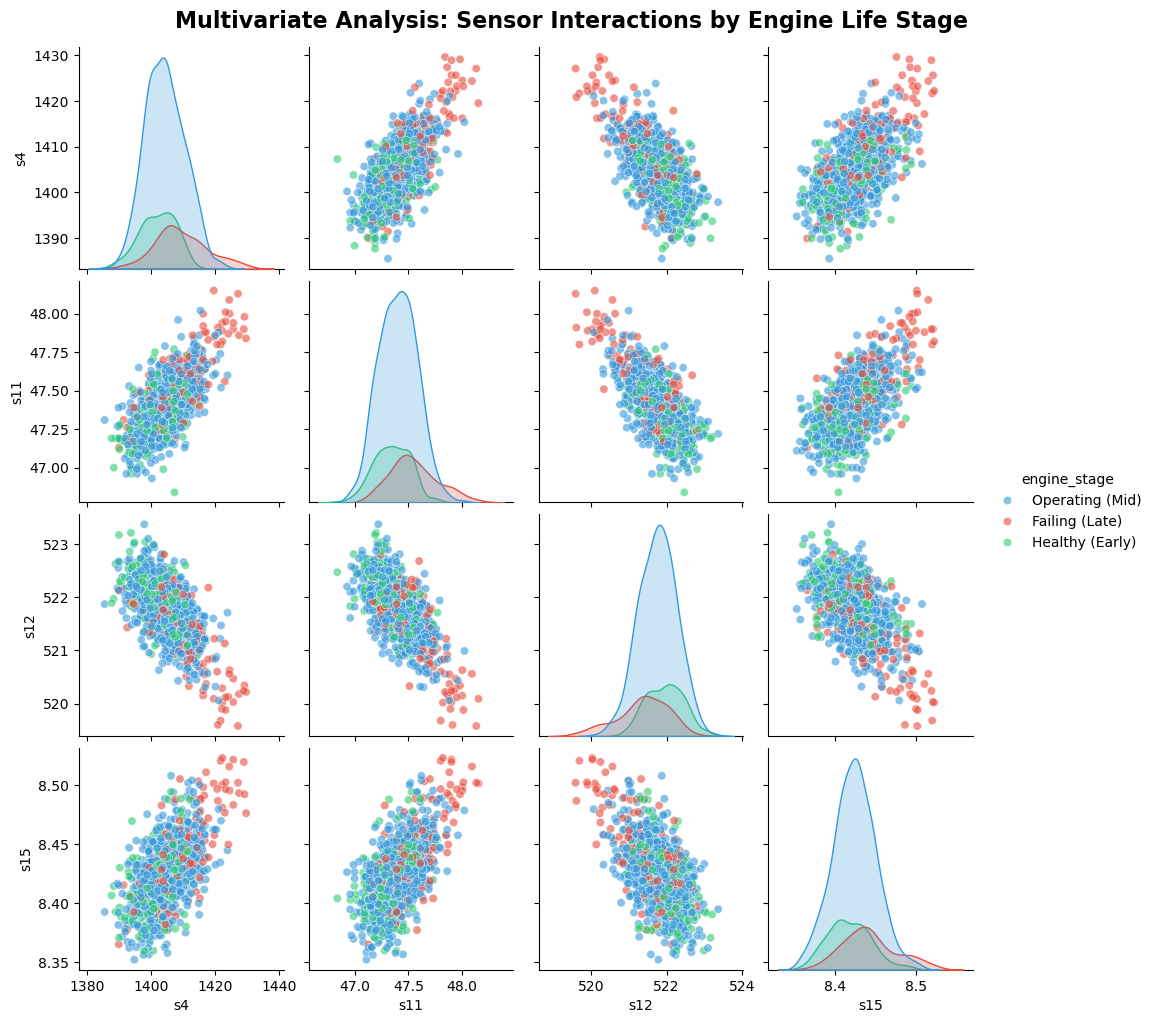 Multivariate Analysis: Sensor Interactions by Engine Life Stage
1430
1420
1410
1400
1390
s4
48.00
47.75
47.50
47.25
47.00
s11
523
522
521
520
s12
8.50
8.45
8.40
8.35
s15
1380 1400 1420 1440
s4
47.0 47.5 48.0
s11
520 522 524
s12
8.4 8.5
s15
engine_stage
Operating (Mid)
Failing (Late)
Healthy (Early)